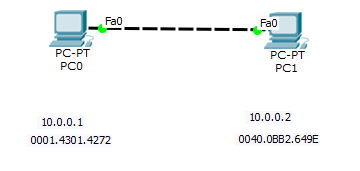 Fa0
Fa0
PC-PT
PC0
PC-PT
PC1
10.0.0.1
10.0.0.2
0001.4301.4272
0040.0BB2.649E